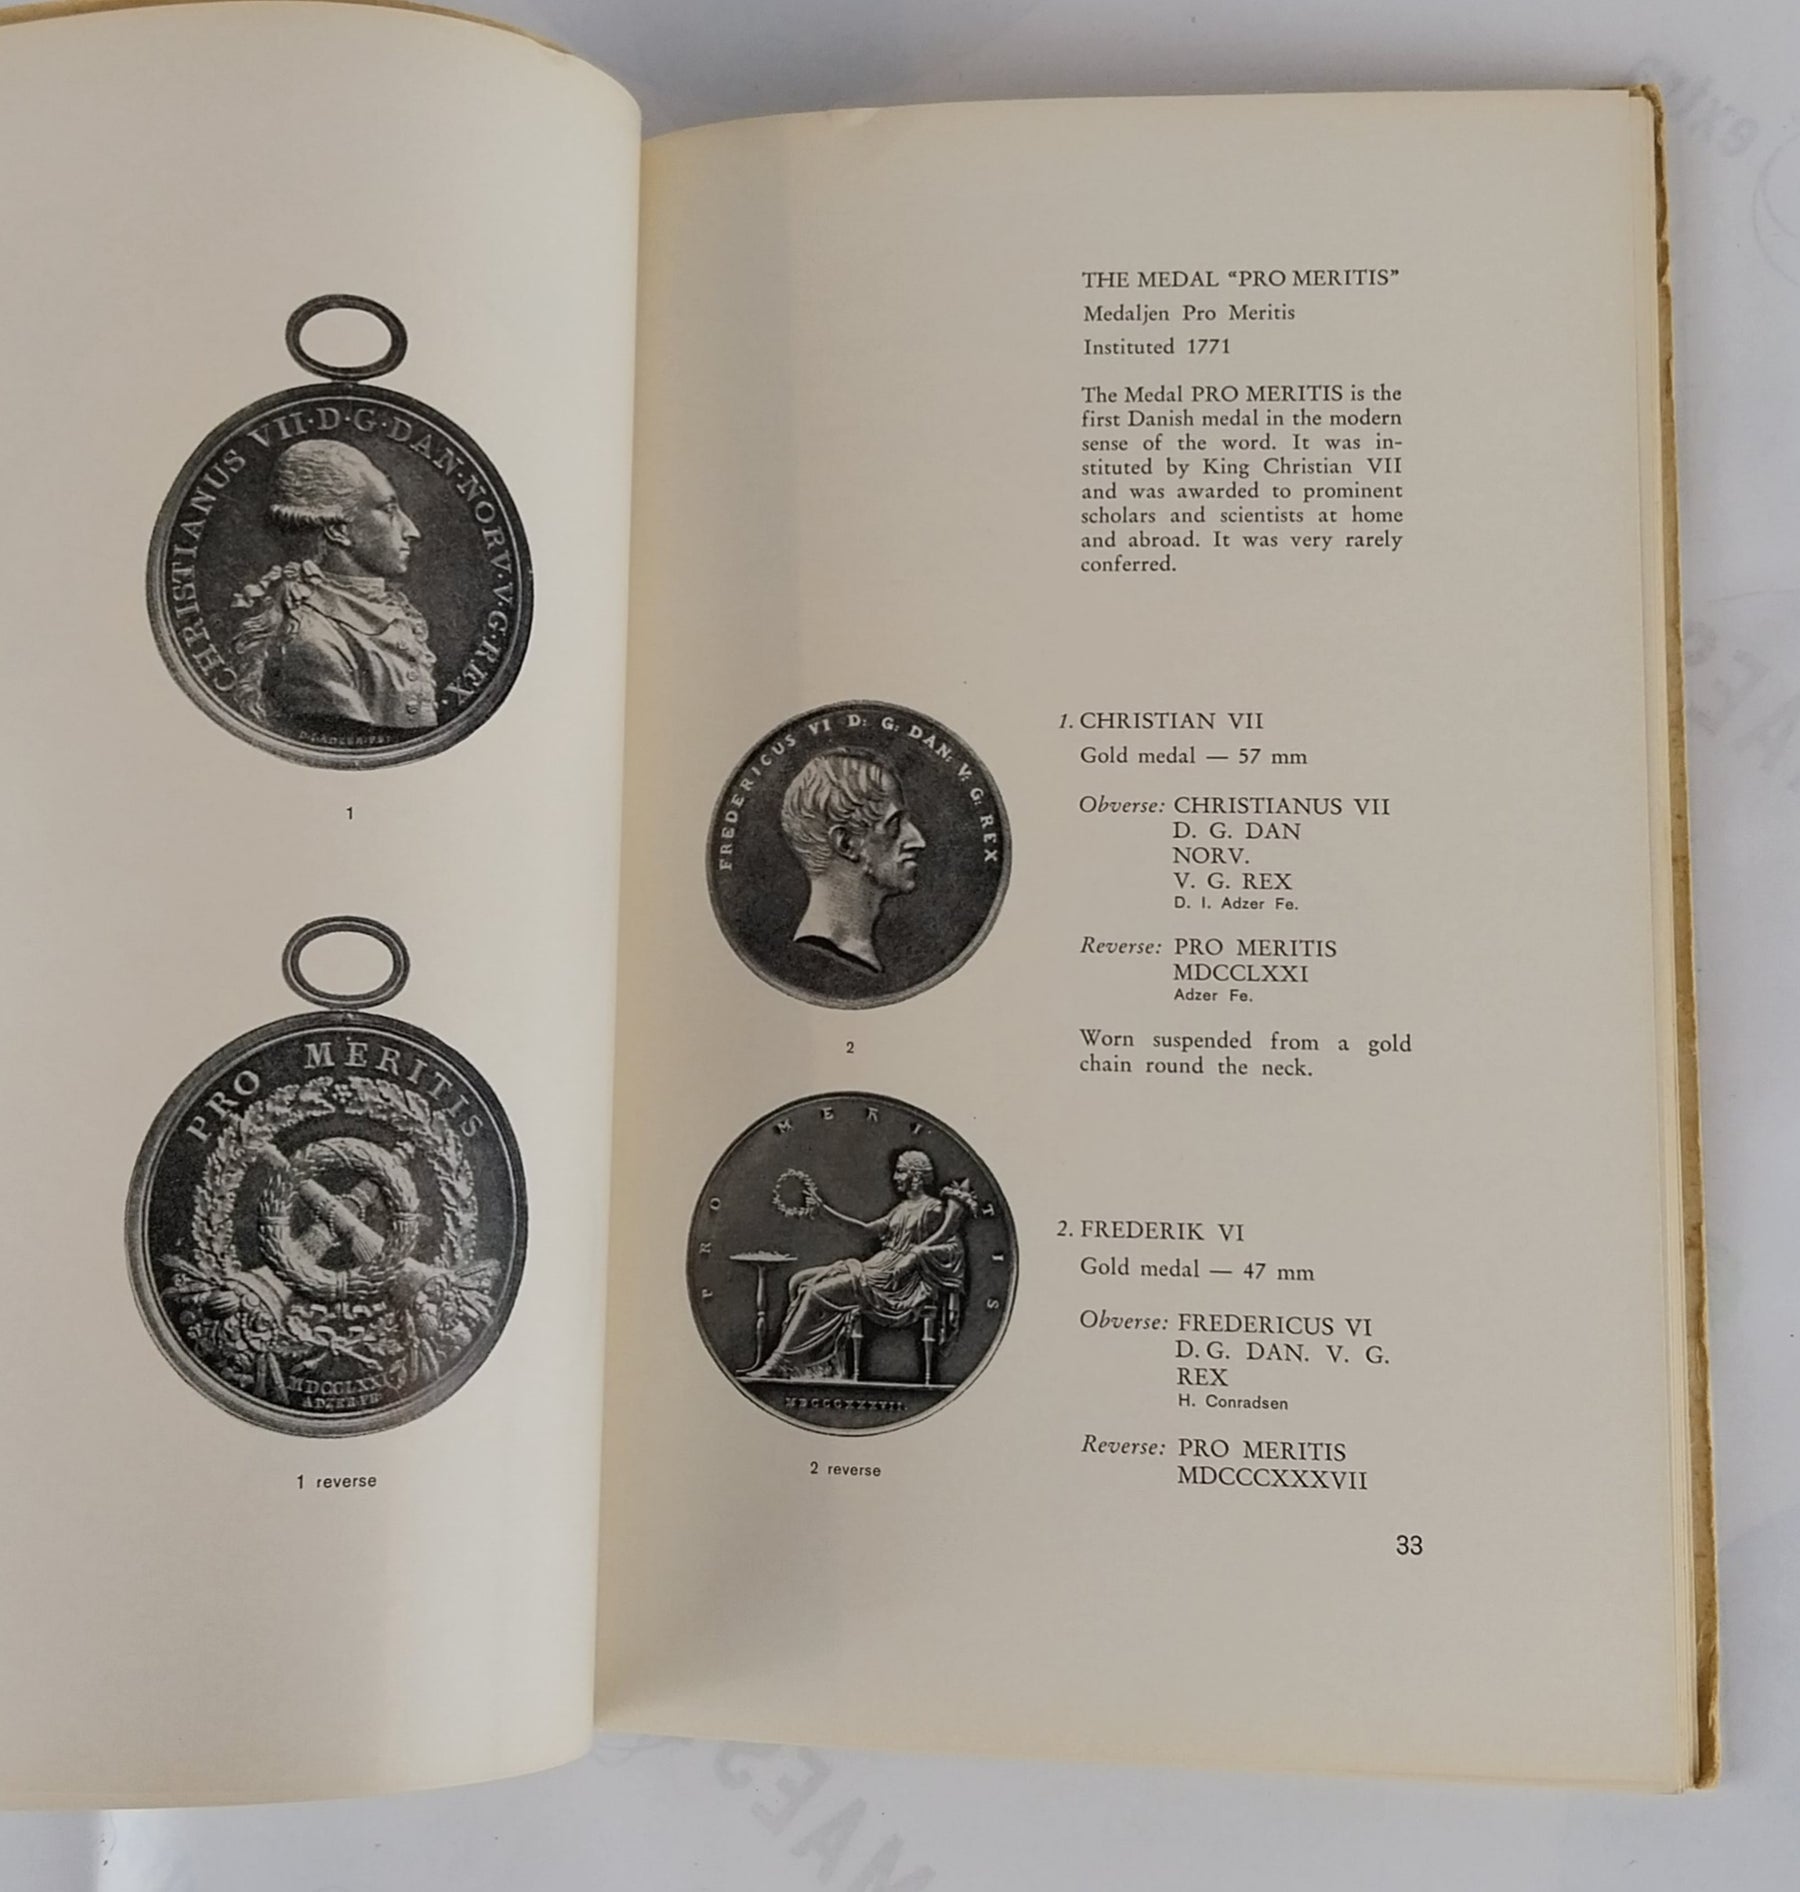 CHRISTIANUS VII·D·G·DAN·NORV·V·G·REX·
1
PRO MERITIS
MDCCLXXI
ADZER FE
1 reverse
THE MEDAL “PRO MERITIS”
Medaljen Pro Meritis
Instituted 1771
The Medal PRO MERITIS is the
first Danish medal in the modern
sense of the word. It was in-
stituted by King Christian VII
and was awarded to prominent
scholars and scientists at home
and abroad. It was very rarely
conferred.
FREDERICUS VI D: G: DAN: V: G: REX
2
PRO MERITIS
MDCCCXXXVII.
2 reverse
1. CHRISTIAN VII
Gold medal — 57 mm
Obverse: CHRISTIANUS VII
D. G. DAN
NORV.
V. G. REX
D. I. Adzer Fe.
Reverse: PRO MERITIS
MDCCLXXI
Adzer Fe.
Worn suspended from a gold
chain round the neck.
2. FREDERIK VI
Gold medal — 47 mm
Obverse: FREDERICUS VI
D. G. DAN. V. G.
REX
H. Conradsen
Reverse: PRO MERITIS
MDCCCXXXVII
33